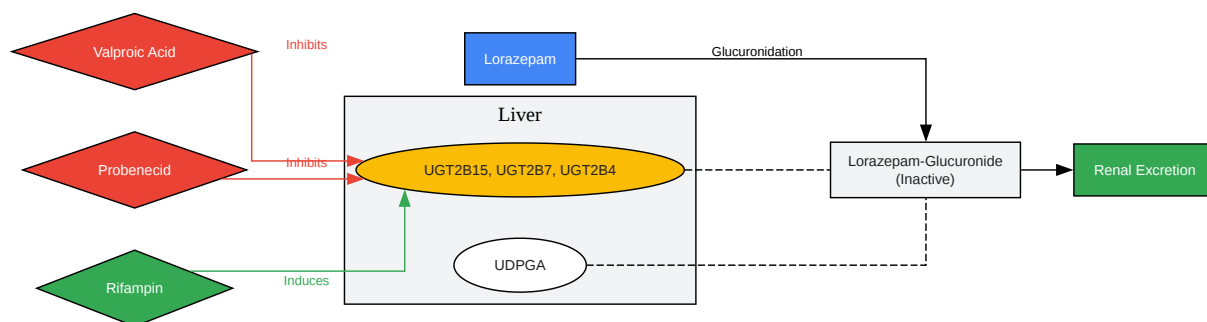 Valproic Acid
Inhibits
Lorazepam
Glucuronidation
Liver
Probenecid
Inhibits
UGT2B15, UGT2B7, UGT2B4
Lorazepam-Glucuronide
(Inactive)
Renal Excretion
UDPGA
Rifampin
Induces